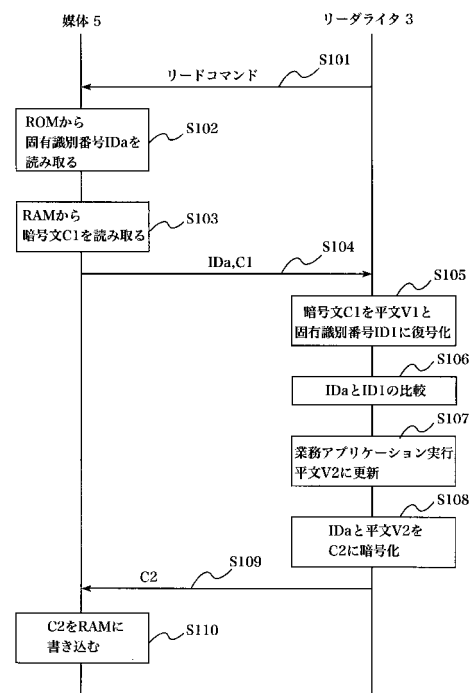 媒体 5
リーダライタ 3
S101
リードコマンド
ROMから
固有識別番号IDaを
読み取る
S102
RAMから
暗号文C1を読み取る
S103
S104
IDa,C1
S105
暗号文C1を平文V1と
固有識別番号ID1に復号化
S106
IDaとID1の比較
S107
業務アプリケーション実行
平文V2に更新
S108
IDaと平文V2を
C2に暗号化
S109
C2
C2をRAMに
書き込む
S110